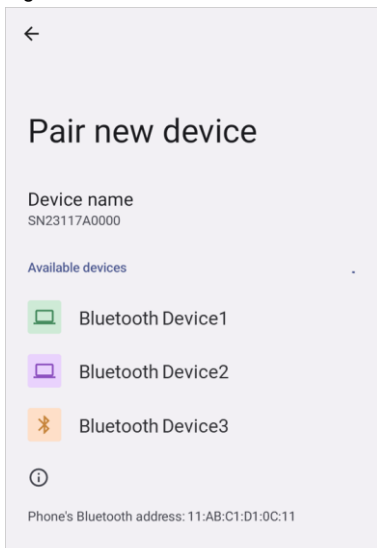 Pair new device
Device name
SN23117A0000
Available devices
Bluetooth Device1
Bluetooth Device2
Bluetooth Device3
Phone's Bluetooth address: 11:AB:C1:D1:0C:11